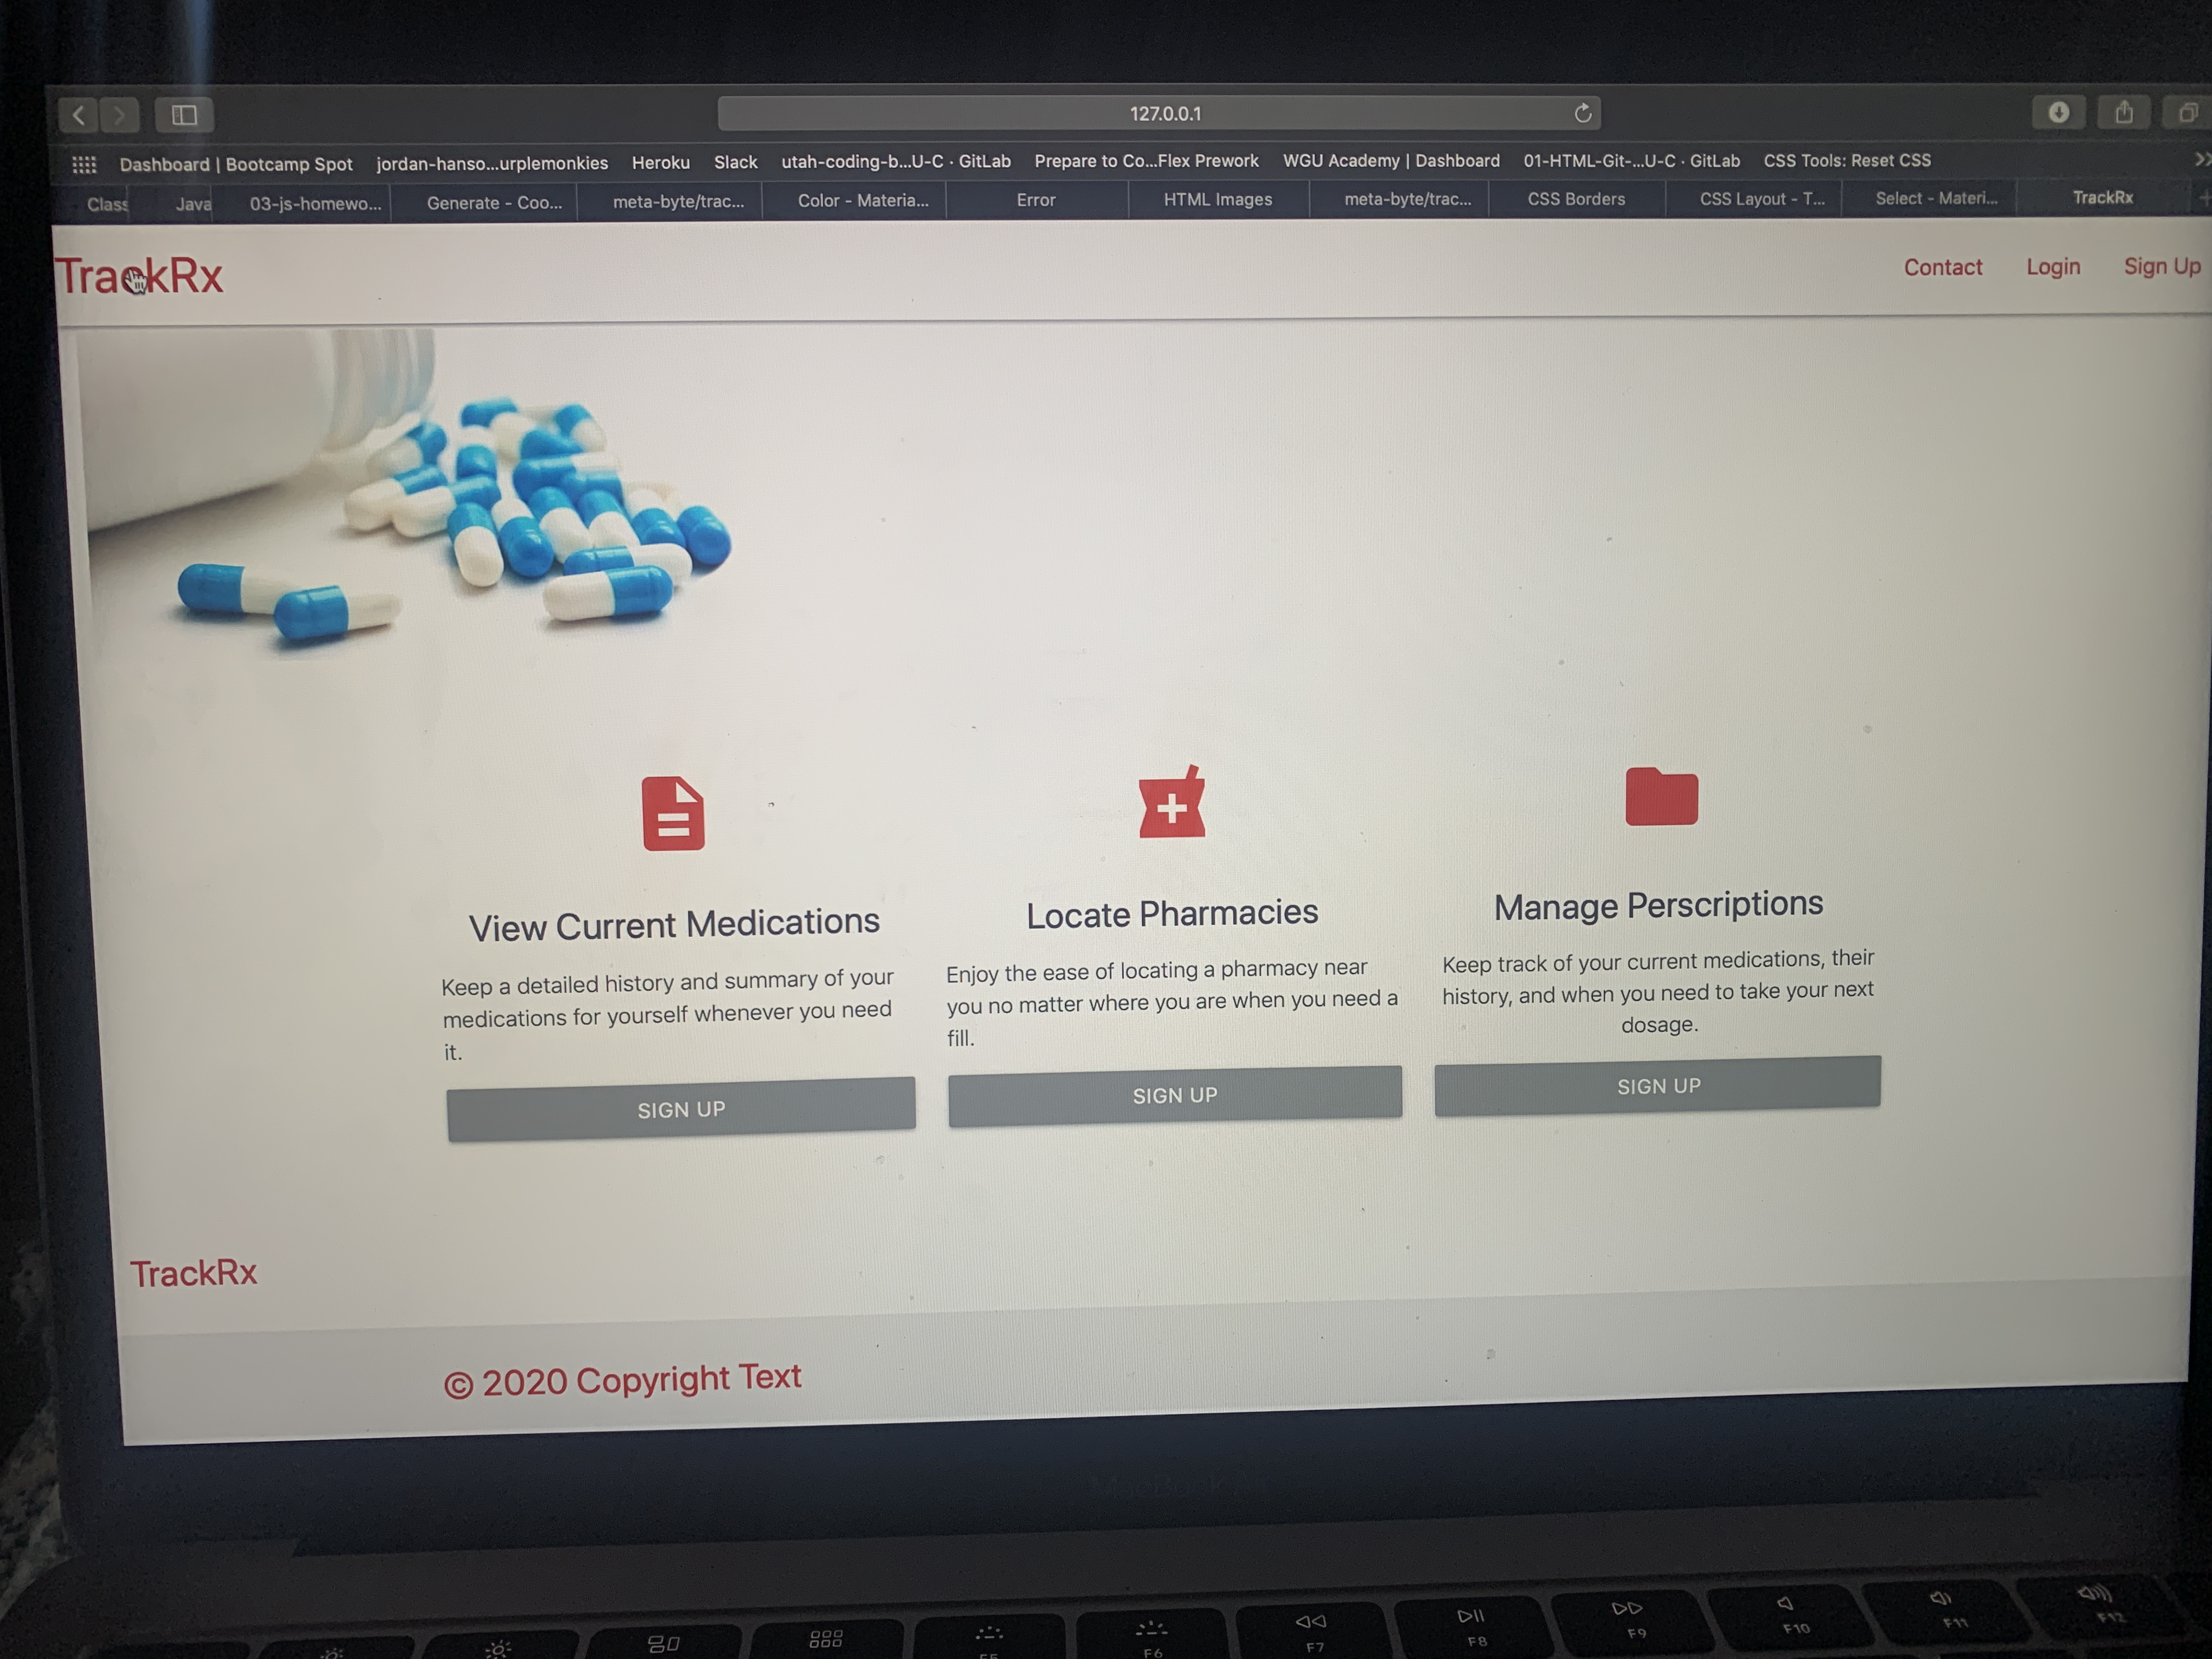 127.0.0.1
Dashboard | Bootcamp Spot jordan-hanso...urplemonkies Heroku Slack utah-coding-b...U-C · GitLab Prepare to Co...Flex Prework WGU Academy | Dashboard 01-HTML-Git-...U-C · GitLab CSS Tools: Reset CSS
Class Java 03-js-homewo... Generate - Coo... meta-byte/trac... Color - Materia... Error HTML Images meta-byte/trac... CSS Borders CSS Layout - T... Select - Materi... TrackRx
TrackRx Contact Login Sign Up
View Current Medications
Keep a detailed history and summary of your
medications for yourself whenever you need
it.
SIGN UP
Locate Pharmacies
Enjoy the ease of locating a pharmacy near
you no matter where you are when you need a
fill.
SIGN UP
Manage Perscriptions
Keep track of your current medications, their
history, and when you need to take your next
dosage.
SIGN UP
TrackRx
© 2020 Copyright Text
F6 F7 F8 F9 F10 F11 F12